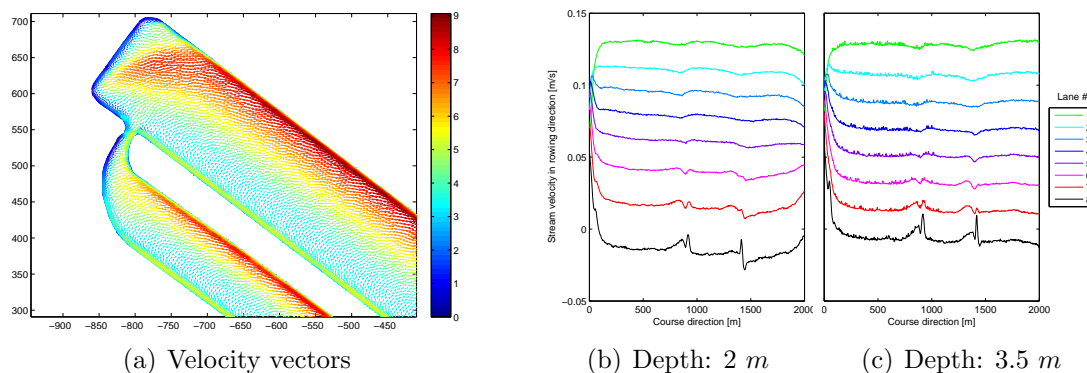 700
650
600
550
500
450
400
350
300
−900 −850 −800 −750 −700 −650 −600 −550 −500 −450
9
8
7
6
5
4
3
2
1
0
(a) Velocity vectors
Stream velocity in rowing direction [m/s]
0.15
0.1
0.05
0
−0.05
0 500 1000 1500 2000
Course direction [m]
(b) Depth: 2 m
0 500 1000 1500 2000
Course direction [m]
(c) Depth: 3.5 m
Lane #